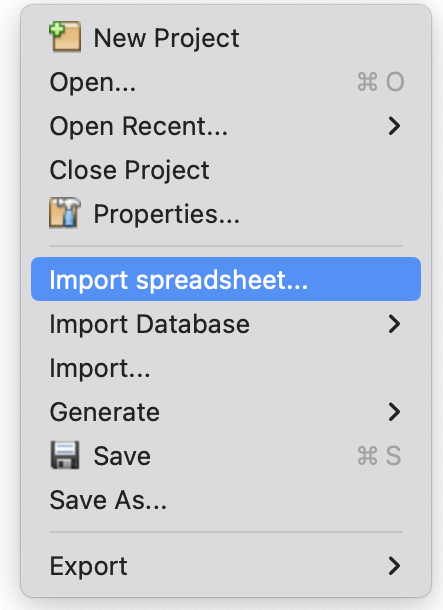 New Project
Open... ⌘ O
Open Recent...
Close Project
Properties...
Import spreadsheet...
Import Database
Import...
Generate
Save ⌘ S
Save As...
Export